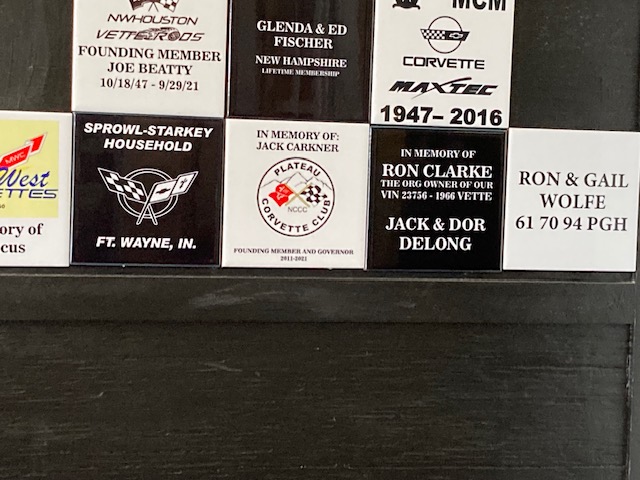 NWHOUSTON
VETTERODS
FOUNDING MEMBER
JOE BEATTY
10/18/47 - 9/29/21
GLENDA & ED
FISCHER
NEW HAMPSHIRE
LIFETIME MEMBERSHIP
MCM
CORVETTE
MAXTEC
1947– 2016
MWVC
West
ETTES
ory of
cus
SPROWL-STARKEY
HOUSEHOLD
FT. WAYNE, IN.
IN MEMORY OF:
JACK CARKNER
PLATEAU
NCCC
CORVETTE CLUB
FOUNDING MEMBER AND GOVERNOR
2011-2021
IN MEMORY OF
RON CLARKE
THE ORG OWNER OF OUR
VIN 23756 - 1966 VETTE
JACK & DOR
DELONG
RON & GAIL
WOLFE
61 70 94 PGH